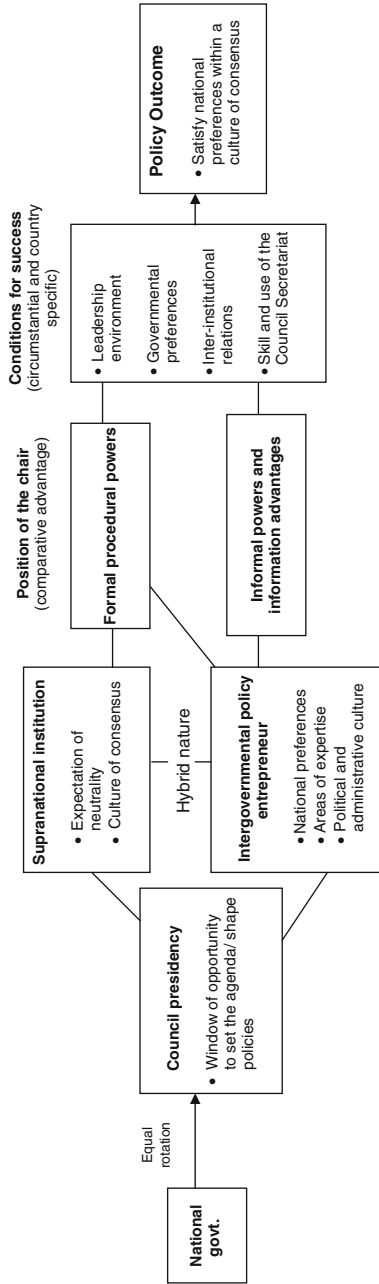 National
govt.
Equal
rotation
Council presidency
• Window of opportunity
to set the agenda/ shape
policies
Supranational institution
• Expectation of
neutrality
• Culture of consensus
Hybrid nature
Intergovernmental policy
entrepreneur
• National preferences
• Areas of expertise
• Political and
administrative culture
Position of the chair
(comparative advantage)
Formal procedural powers
Informal powers and
information advantages
Conditions for success
(circumstantial and country
specific)
• Leadership
environment
• Governmental
preferences
• Inter-institutional
relations
• Skill and use of the
Council Secretariat
Policy Outcome
• Satisfy national
preferences within a
culture of consensus